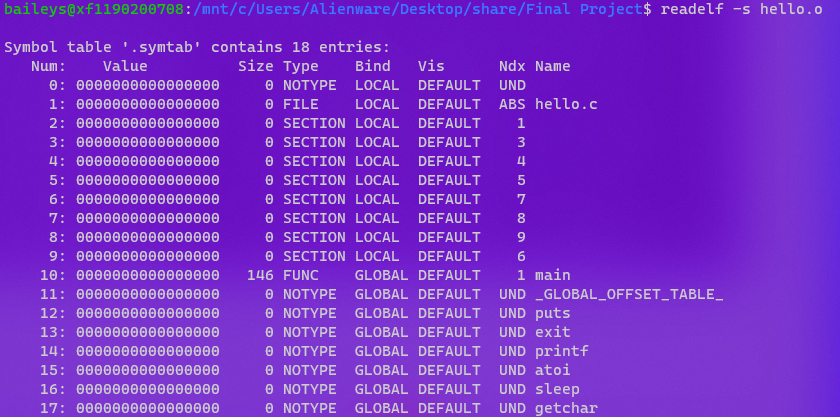 baileys@xf1190200708:/mnt/c/Users/Alienware/Desktop/share/Final Project$ readelf -s hello.o
Symbol table '.symtab' contains 18 entries:
Num: Value Size Type Bind Vis Ndx Name
0: 0000000000000000 0 NOTYPE LOCAL DEFAULT UND
1: 0000000000000000 0 FILE LOCAL DEFAULT ABS hello.c
2: 0000000000000000 0 SECTION LOCAL DEFAULT 1
3: 0000000000000000 0 SECTION LOCAL DEFAULT 3
4: 0000000000000000 0 SECTION LOCAL DEFAULT 4
5: 0000000000000000 0 SECTION LOCAL DEFAULT 5
6: 0000000000000000 0 SECTION LOCAL DEFAULT 7
7: 0000000000000000 0 SECTION LOCAL DEFAULT 8
8: 0000000000000000 0 SECTION LOCAL DEFAULT 9
9: 0000000000000000 0 SECTION LOCAL DEFAULT 6
10: 0000000000000000 146 FUNC GLOBAL DEFAULT 1 main
11: 0000000000000000 0 NOTYPE GLOBAL DEFAULT UND _GLOBAL_OFFSET_TABLE_
12: 0000000000000000 0 NOTYPE GLOBAL DEFAULT UND puts
13: 0000000000000000 0 NOTYPE GLOBAL DEFAULT UND exit
14: 0000000000000000 0 NOTYPE GLOBAL DEFAULT UND printf
15: 0000000000000000 0 NOTYPE GLOBAL DEFAULT UND atoi
16: 0000000000000000 0 NOTYPE GLOBAL DEFAULT UND sleep
17: 0000000000000000 0 NOTYPE GLOBAL DEFAULT UND getchar